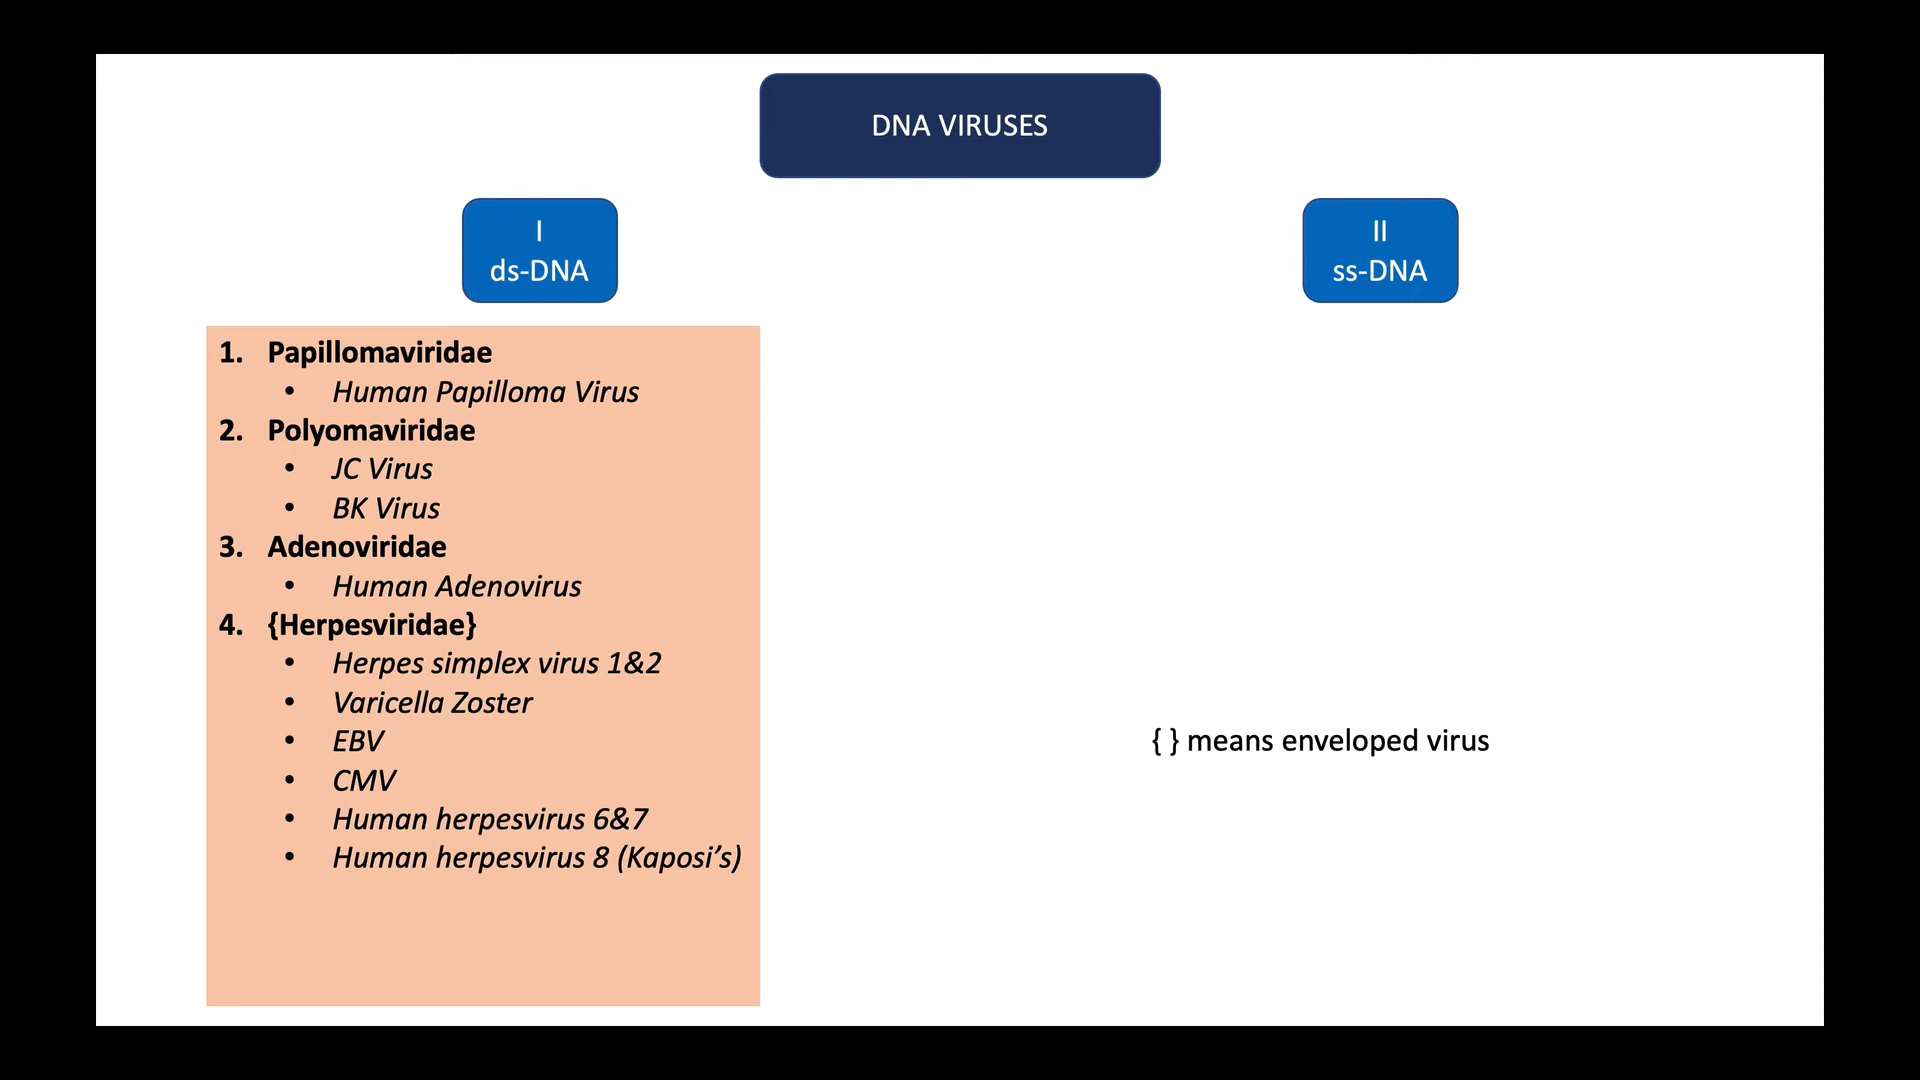 DNA VIRUSES
I
ds-DNA
II
ss-DNA
1. Papillomaviridae
• Human Papilloma Virus
2. Polyomaviridae
• JC Virus
• BK Virus
3. Adenoviridae
• Human Adenovirus
4. {Herpesviridae}
• Herpes simplex virus 1&2
• Varicella Zoster
• EBV
• CMV
• Human herpesvirus 6&7
• Human herpesvirus 8 (Kaposi’s)
{ } means enveloped virus